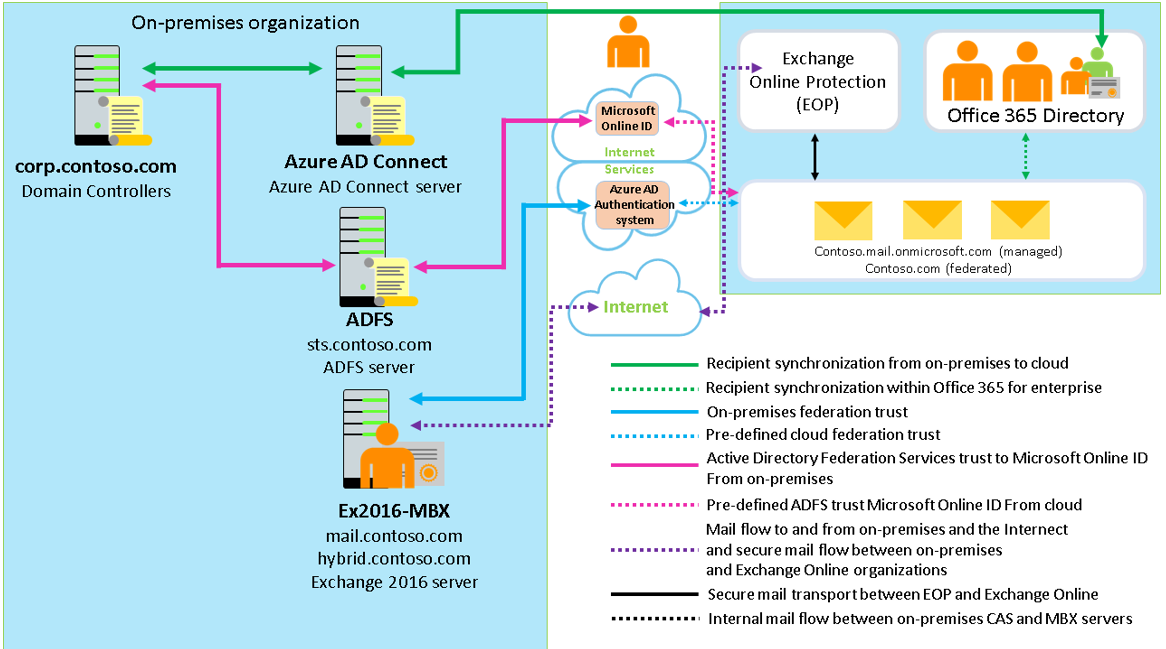 On-premises organization
corp.contoso.com
Domain Controllers
Azure AD Connect
Azure AD Connect server
ADFS
sts.contoso.com
ADFS server
Ex2016-MBX
mail.contoso.com
hybrid.contoso.com
Exchange 2016 server
Microsoft
Online ID
Internet
Services
Azure AD
Authentication
system
Internet
Exchange
Online Protection
(EOP)
Office 365 Directory
Contoso.mail.onmicrosoft.com (managed)
Contoso.com (federated)
Recipient synchronization from on-premises to cloud
Recipient synchronization within Office 365 for enterprise
On-premises federation trust
Pre-defined cloud federation trust
Active Directory Federation Services trust to Microsoft Online ID
From on-premises
Pre-defined ADFS trust Microsoft Online ID From cloud
Mail flow to and from on-premises and the Internect
and secure mail flow between on-premises
and Exchange Online organizations
Secure mail transport between EOP and Exchange Online
Internal mail flow between on-premises CAS and MBX servers